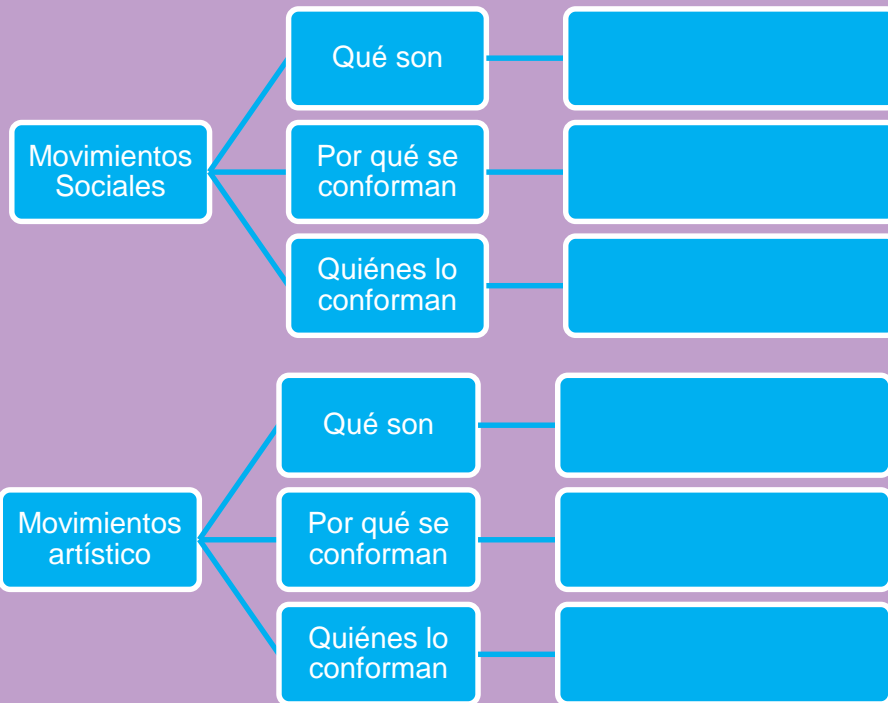 Movimientos
Sociales
Qué son
Por qué se
conforman
Quiénes lo
conforman
Movimientos
artístico
Qué son
Por qué se
conforman
Quiénes lo
conforman